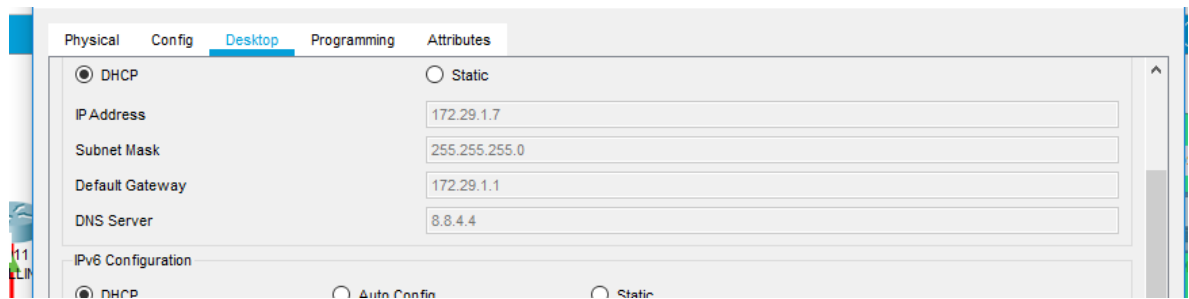 Physical Config Desktop Programming Attributes
DHCP Static
IP Address 172.29.1.7
Subnet Mask 255.255.255.0
Default Gateway 172.29.1.1
DNS Server 8.8.4.4
11
IPv6 Configuration
DHCP Auto Config Static